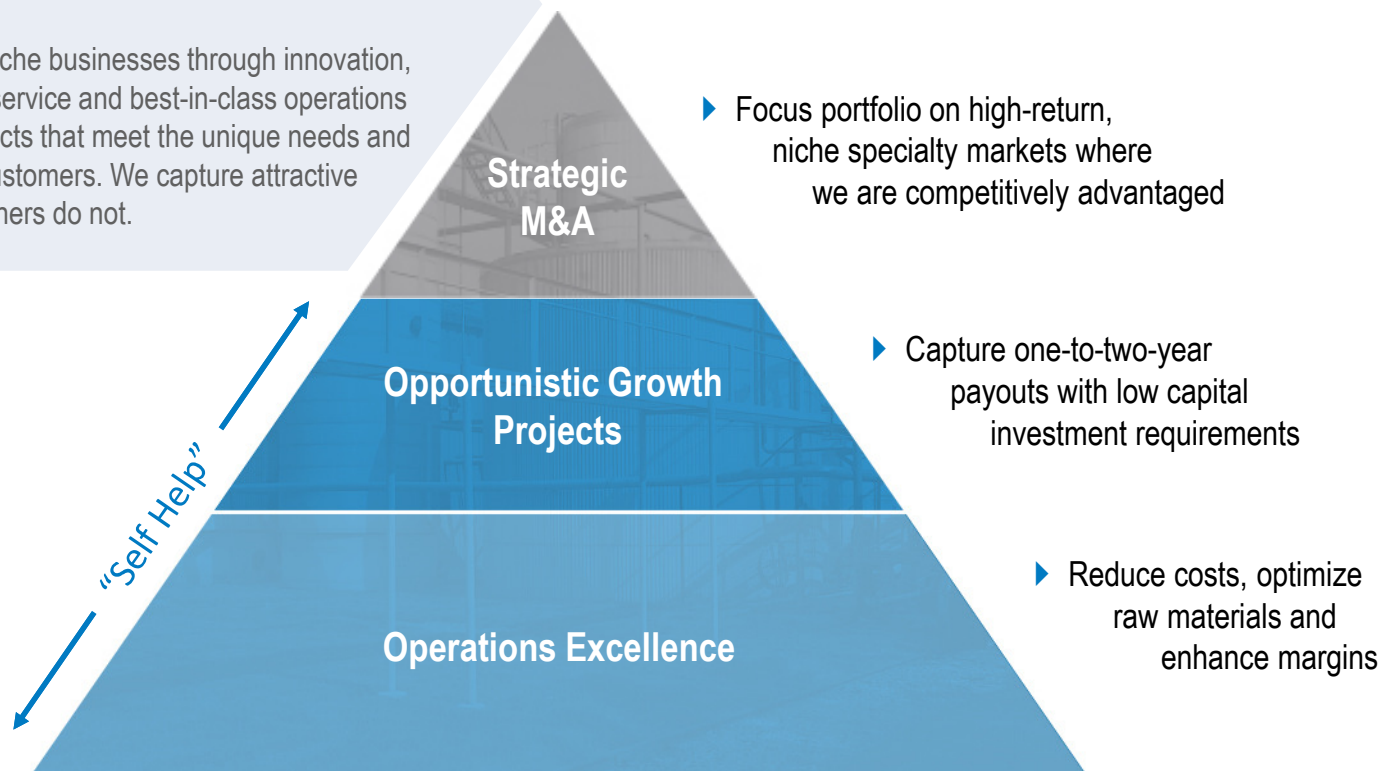 che businesses through innovation,
service and best-in-class operations
cts that meet the unique needs and
ustomers. We capture attractive
hers do not.
Strategic
M&A
Focus portfolio on high-return,
niche specialty markets where
we are competitively advantaged
Opportunistic Growth
Projects
Capture one-to-two-year
payouts with low capital
investment requirements
“Self Help”
Operations Excellence
Reduce costs, optimize
raw materials and
enhance margins